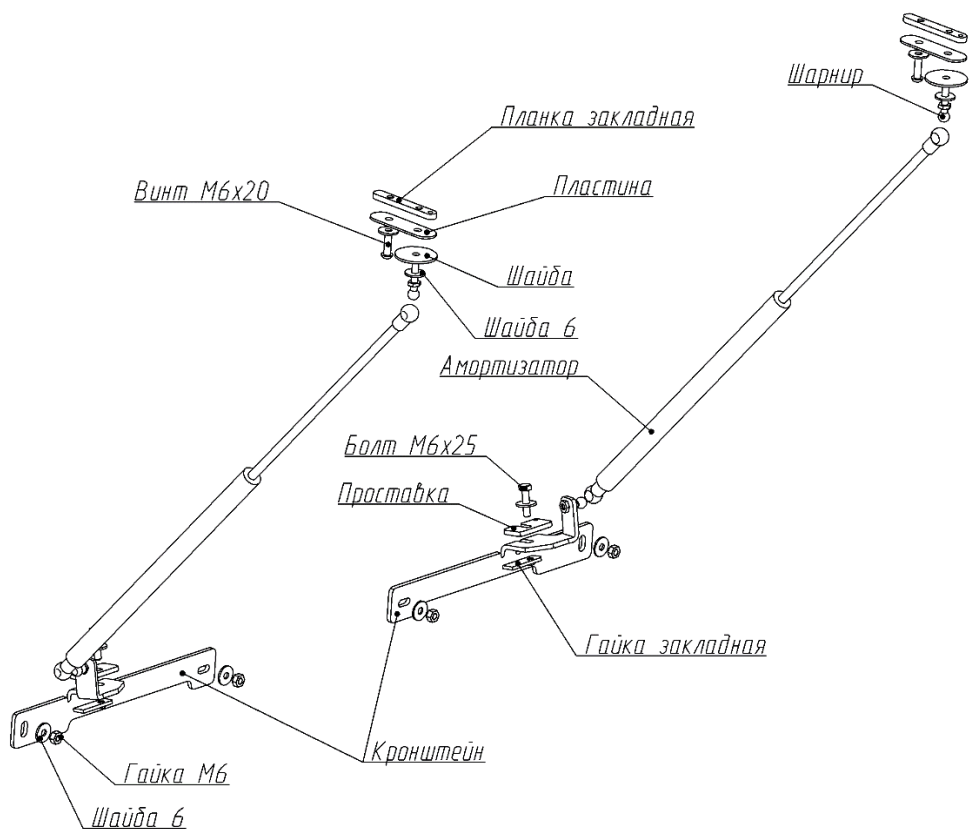 Шарнир
Планка закладная
Винт М6х20
Пластина
Шайба
Шайба 6
Амортизатор
Болт М6х25
Проставка
Гайка закладная
Кронштейн
Гайка М6
Шайба 6